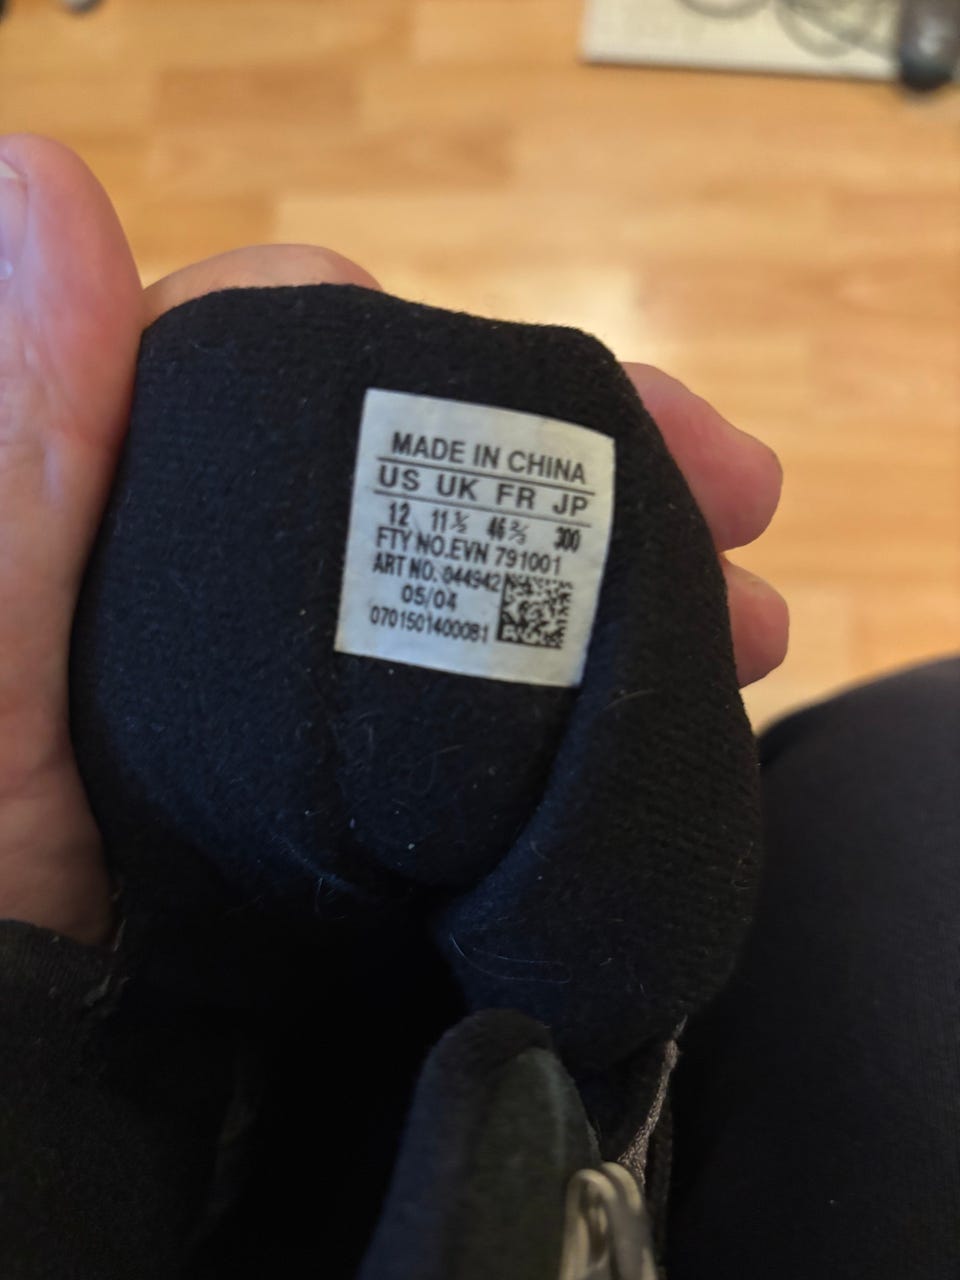 MADE IN CHINA
US UK FR JP
12 11½ 46⅔ 300
FTY NO.EVN 791001
ART NO. 044942
05/04
0701501400081